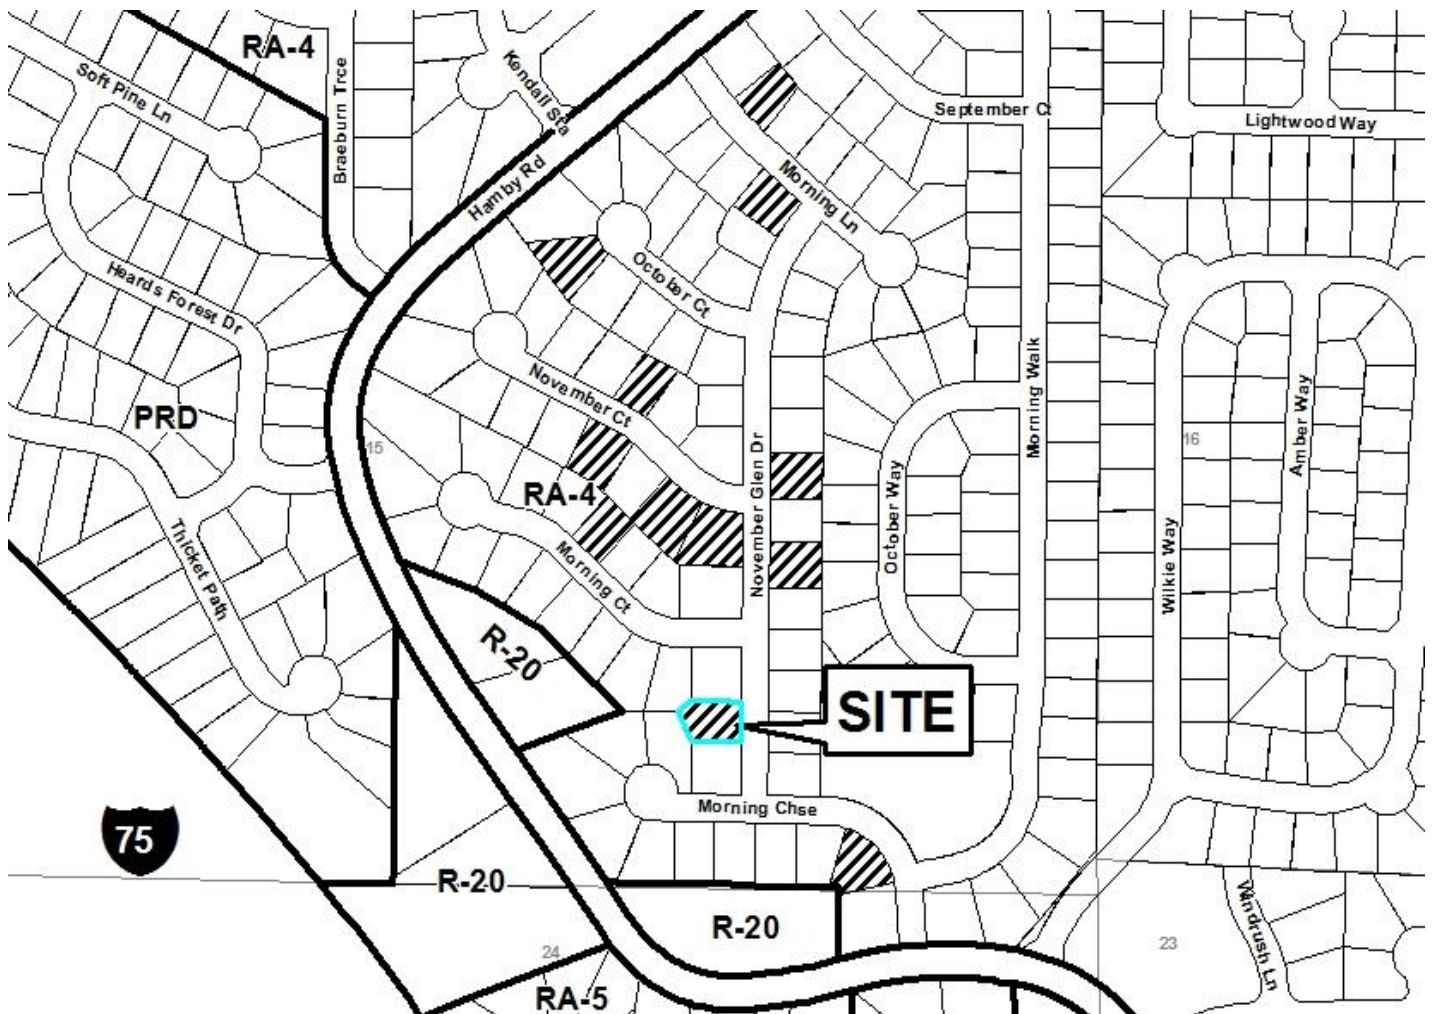 RA-4
Soft Pine Ln
Braeburn Trce
Kendall Sta
September Ct
Lightwood Way
Hamby Rd
Morning Ln
October Ct
Heards Forest Dr
November Ct
Morning Walk
PRD
15
16
Amber Way
November Glen Dr
October Way
RA-4
Thicket Path
Morning Ct
Wilkie Way
R-20
SITE
75
Morning Chse
R-20
R-20
24
23
Windrush Ln
RA-5